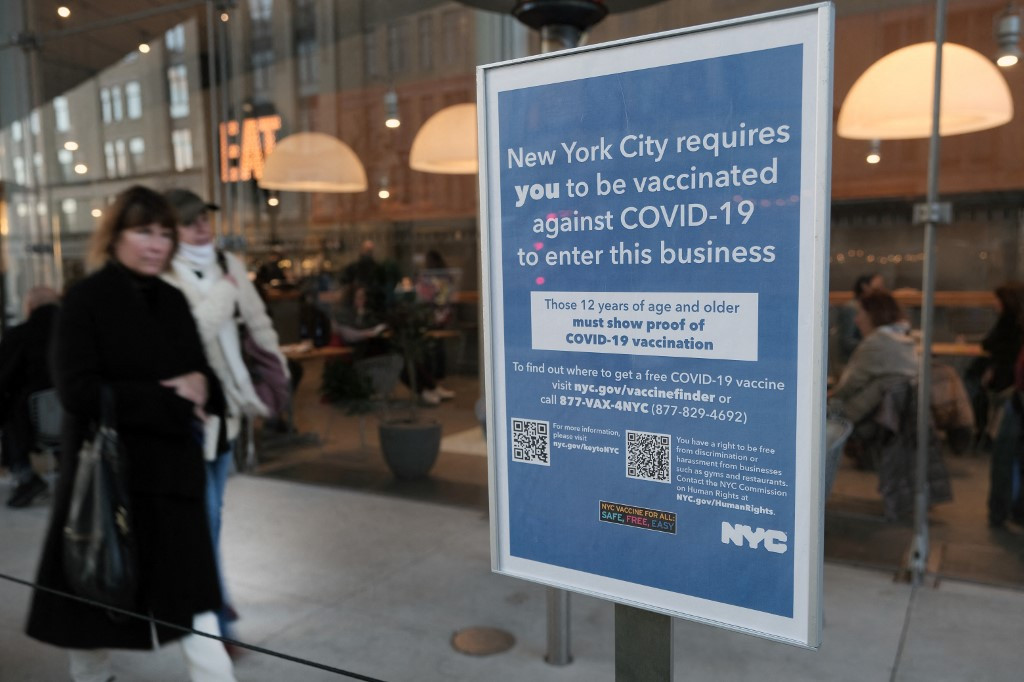 EAT
New York City requires
you to be vaccinated
against COVID-19
to enter this business
Those 12 years of age and older
must show proof of
COVID-19 vaccination
To find out where to get a free COVID-19 vaccine
visit nyc.gov/vaccinefinder or
call 877-VAX-4NYC (877-829-4692)
For more information,
please visit
nyc.gov/keytoNYC
You have a right to be free
from discrimination or
harassment from businesses
such as gyms and restaurants.
Contact the NYC Commission
on Human Rights at
NYC.gov/HumanRights.
NYC VACCINE FOR ALL:
SAFE, FREE, EASY
NYC